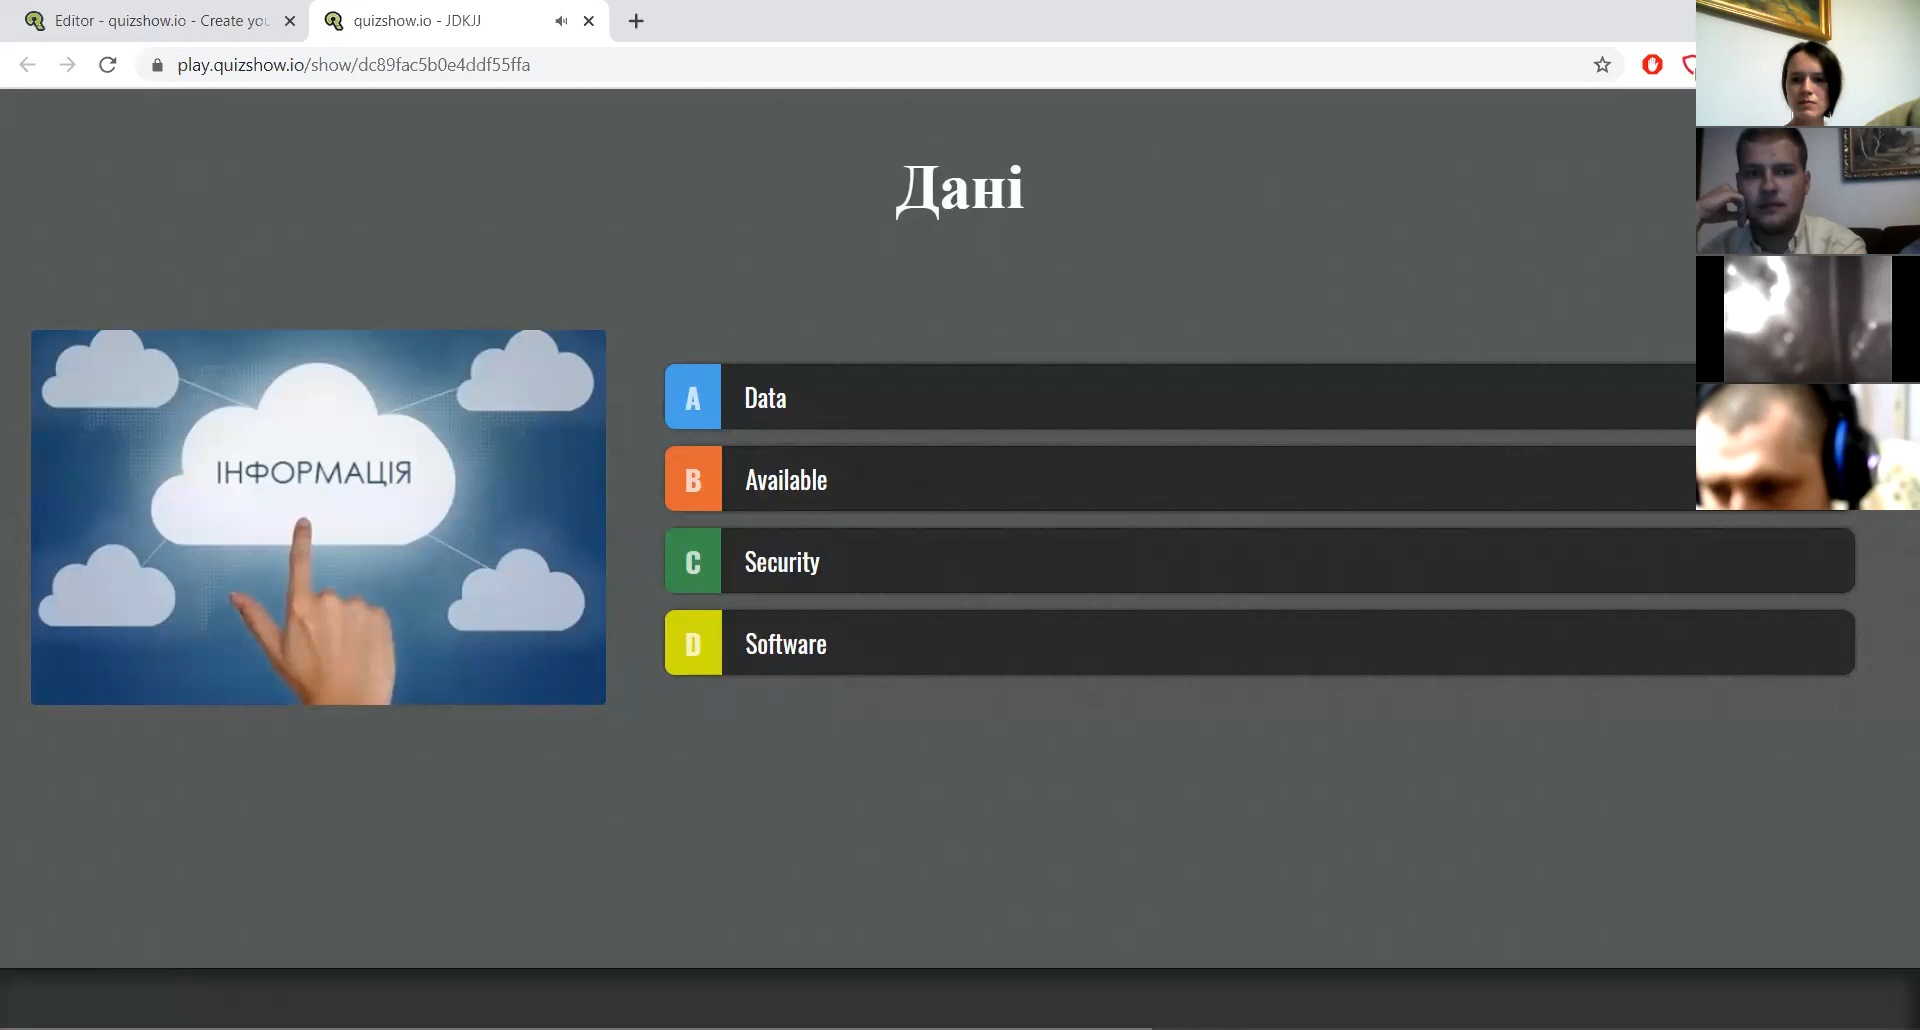 Editor - quizshow.io - Create you
quizshow.io - JDKJJ
play.quizshow.io/show/dc89fac5b0e4ddf55ffa
Дані
ІНФОРМАЦІЯ
A Data
B Available
C Security
D Software